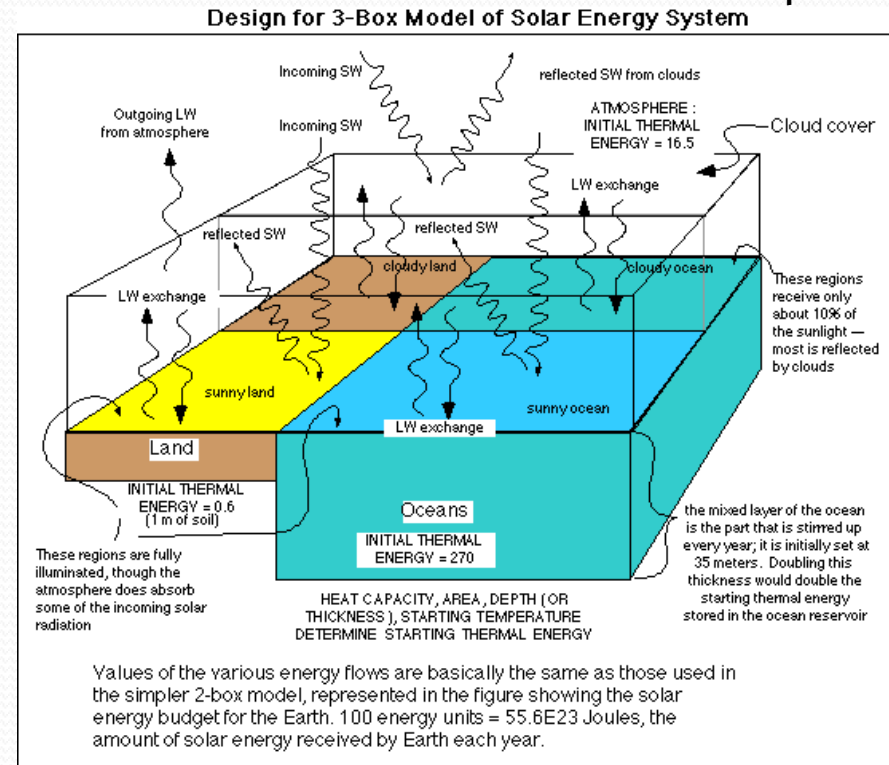 Design for 3-Box Model of Solar Energy System
Incoming SW
reflected SW from clouds
Outgoing LW
from atmosphere
Incoming SW
ATMOSPHERE :
INITIAL THERMAL
ENERGY = 16.5
Cloud cover
LW exchange
reflected SW
reflected SW
cloudy land
cloudy ocean
LW exchange
These regions
receive only
about 10% of
the sunlight —
most is reflected
by clouds
sunny land
sunny ocean
LW exchange
Land
INITIAL THERMAL
ENERGY = 0.6
(1 m of soil)
Oceans
INITIAL THERMAL
ENERGY = 270
These regions are fully
illuminated, though the
atmosphere does absorb
some of the incoming solar
radiation
the mixed layer of the ocean
is the part that is stirred up
every year; it is initially set at
35 meters. Doubling this
thickness would double the
starting thermal energy
stored in the ocean reservoir
HEAT CAPACITY, AREA, DEPTH (OR
THICKNESS), STARTING TEMPERATURE
DETERMINE STARTING THERMAL ENERGY
Values of the various energy flows are basically the same as those used in
the simpler 2-box model, represented in the figure showing the solar
energy budget for the Earth. 100 energy units = 55.6E23 Joules, the
amount of solar energy received by Earth each year.